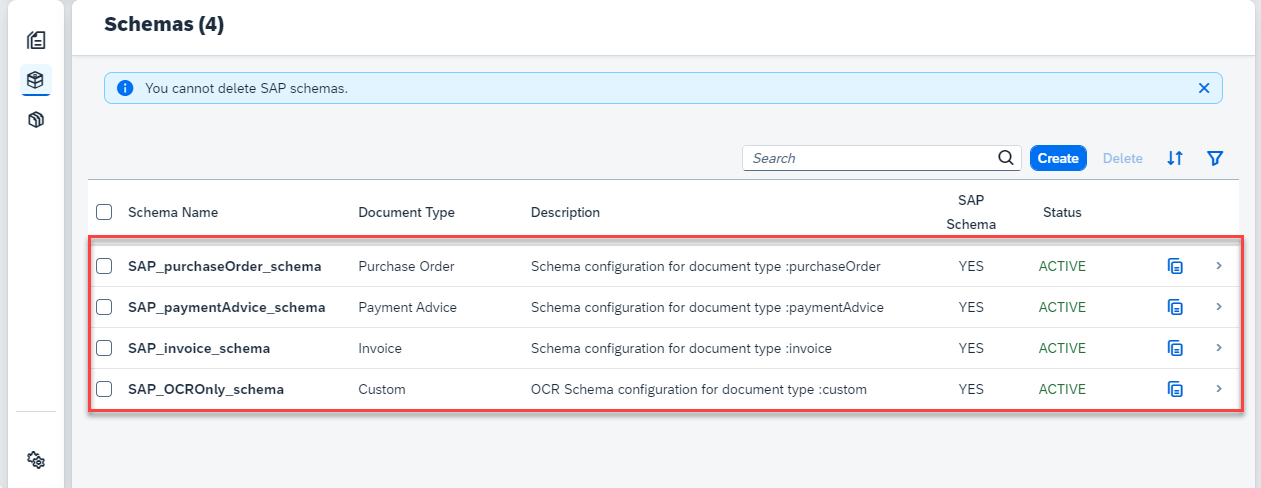 Schemas (4)
You cannot delete SAP schemas.
Search Create Delete
Schema Name Document Type Description SAP Schema Status
SAP_purchaseOrder_schema Purchase Order Schema configuration for document type :purchaseOrder YES ACTIVE
SAP_paymentAdvice_schema Payment Advice Schema configuration for document type :paymentAdvice YES ACTIVE
SAP_invoice_schema Invoice Schema configuration for document type :invoice YES ACTIVE
SAP_OCROnly_schema Custom OCR Schema configuration for document type :custom YES ACTIVE